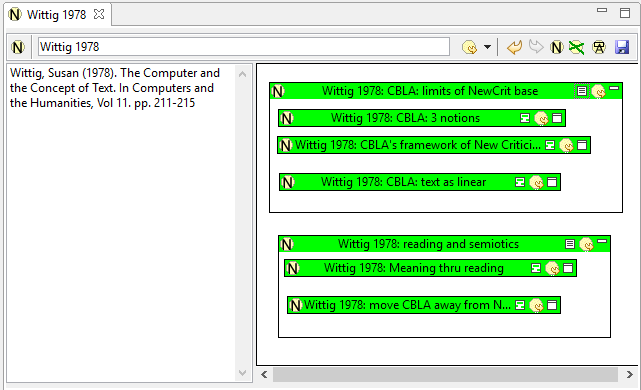 Wittig 1978
Wittig 1978
Wittig, Susan (1978). The Computer and
the Concept of Text. In Computers and
the Humanities, Vol 11. pp. 211-215
N Wittig 1978: CBLA: limits of NewCrit base
N Wittig 1978: CBLA: 3 notions
N Wittig 1978: CBLA's framework of New Critici...
N Wittig 1978: CBLA: text as linear
N Wittig 1978: reading and semiotics
N Wittig 1978: Meaning thru reading
N Wittig 1978: move CBLA away from N...